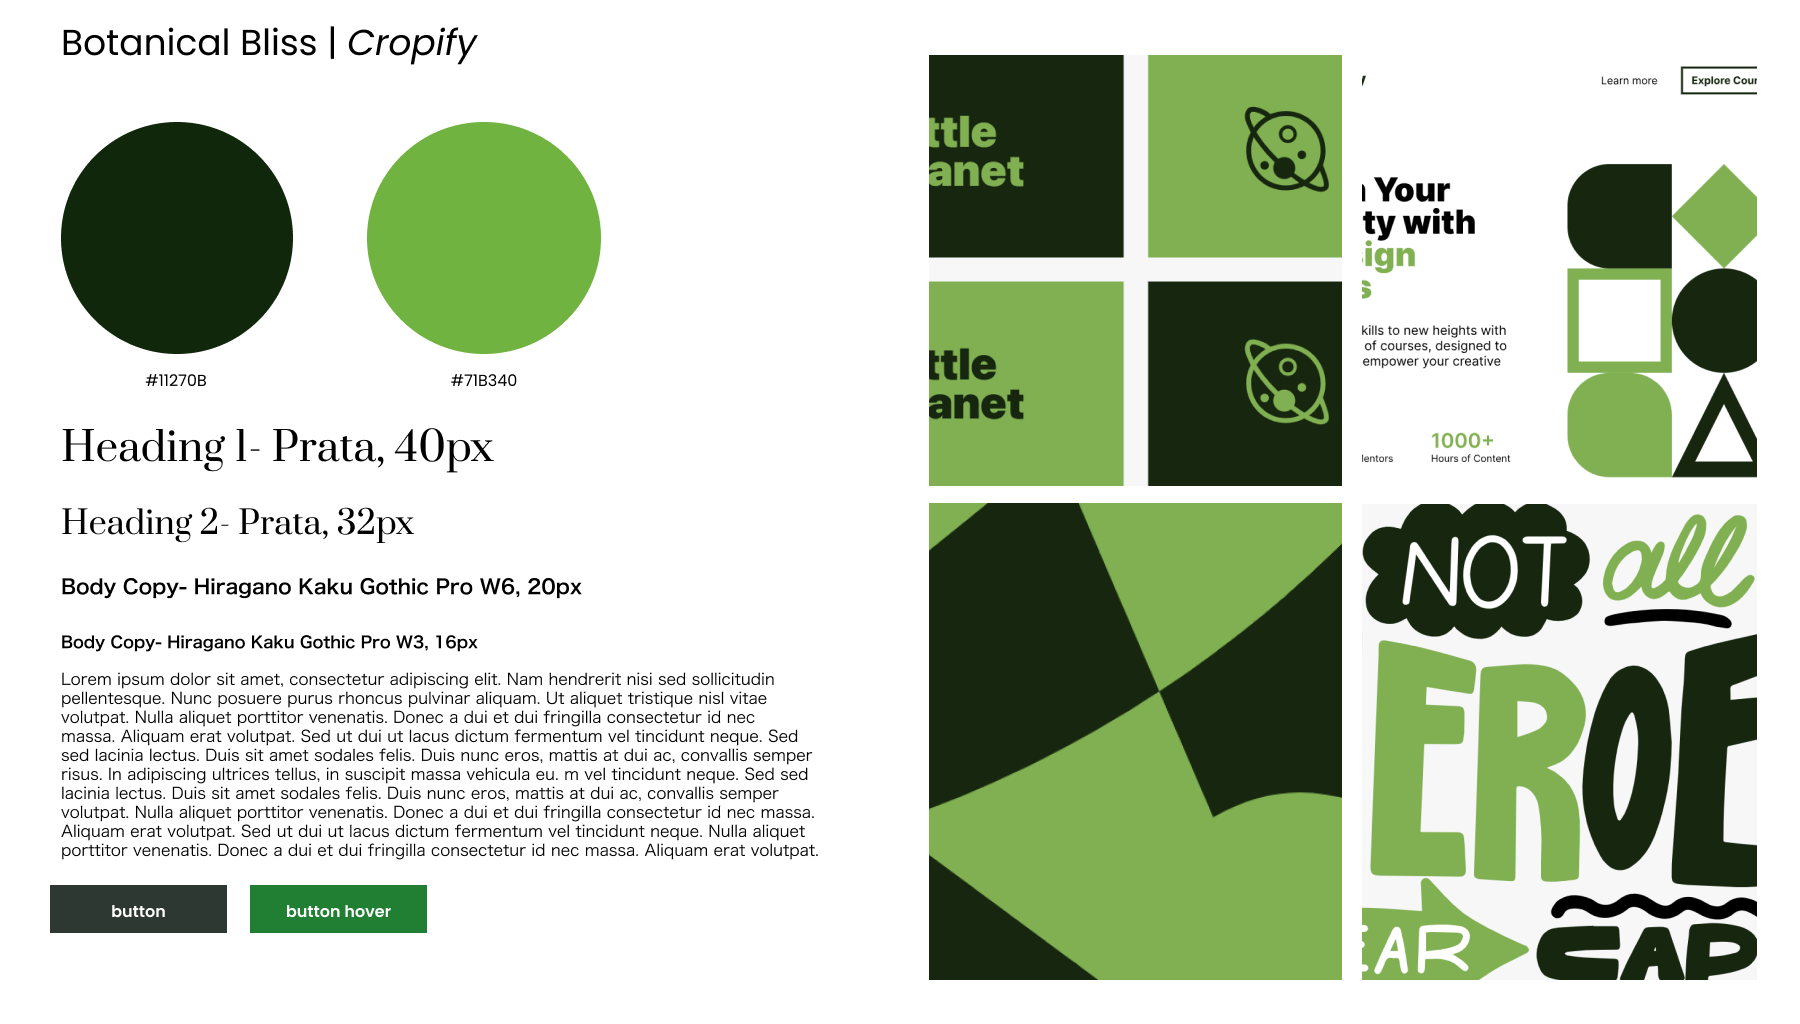 Botanical Bliss | Cropify
#11270B
#71B340
Heading 1- Prata, 40px
Heading 2- Prata, 32px
Body Copy- Hiragano Kaku Gothic Pro W6, 20px
Body Copy- Hiragano Kaku Gothic Pro W3, 16px
Lorem ipsum dolor sit amet, consectetur adipiscing elit. Nam hendrerit nisi sed sollicitudin
pellentesque. Nunc posuere purus rhoncus pulvinar aliquam. Ut aliquet tristique nisl vitae
volutpat. Nulla aliquet porttitor venenatis. Donec a dui et dui fringilla consectetur id nec
massa. Aliquam erat volutpat. Sed ut dui ut lacus dictum fermentum vel tincidunt neque. Sed
sed lacinia lectus. Duis sit amet sodales felis. Duis nunc eros, mattis at dui ac, convallis semper
risus. In adipiscing ultrices tellus, in suscipit massa vehicula eu. m vel tincidunt neque. Sed sed
lacinia lectus. Duis sit amet sodales felis. Duis nunc eros, mattis at dui ac, convallis semper
volutpat. Nulla aliquet porttitor venenatis. Donec a dui et dui fringilla consectetur id nec massa.
Aliquam erat volutpat. Sed ut dui ut lacus dictum fermentum vel tincidunt neque. Nulla aliquet
porttitor venenatis. Donec a dui et dui fringilla consectetur id nec massa. Aliquam erat volutpat.
button
button hover
ttle
anet
ttle
anet
Learn more
Explore Cour
Your
ty with
sign
s
kills to new heights with
of courses, designed to
empower your creative
1000+
lentors
Hours of Content
NOT all
EROE
EAR
CAP